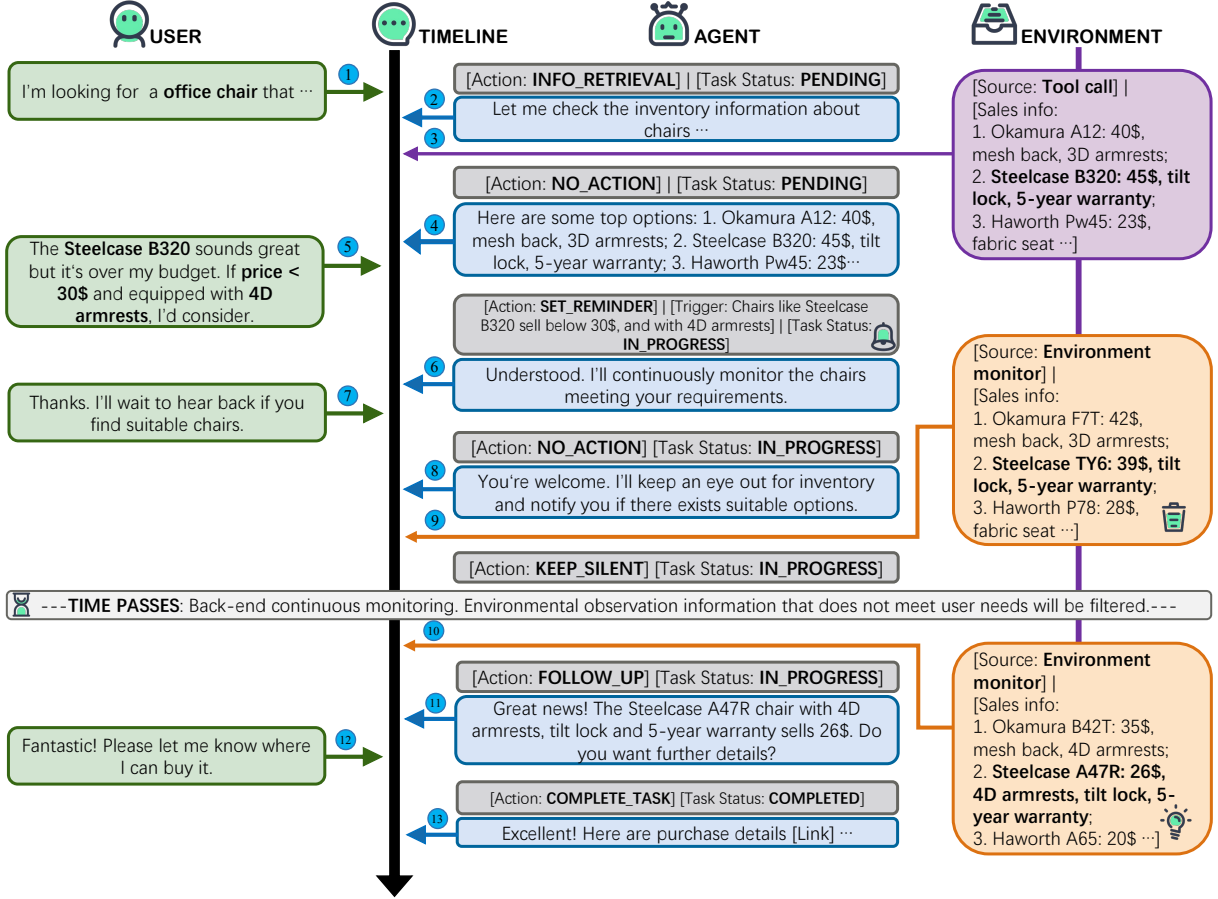 USER
TIMELINE
AGENT
ENVIRONMENT
1
I'm looking for a office chair that ···
[Action: INFO_RETRIEVAL] | [Task Status: PENDING]
2
Let me check the inventory information about
chairs ···
3
[Source: Tool call] |
[Sales info:
1. Okamura A12: 40$,
mesh back, 3D armrests;
2. Steelcase B320: 45$, tilt
lock, 5-year warranty;
3. Haworth Pw45: 23$,
fabric seat ···]
[Action: NO_ACTION] | [Task Status: PENDING]
4
Here are some top options: 1. Okamura A12: 40$,
mesh back, 3D armrests; 2. Steelcase B320: 45$, tilt
lock, 5-year warranty; 3. Haworth Pw45: 23$···
5
The Steelcase B320 sounds great
but it's over my budget. If price <
30$ and equipped with 4D
armrests, I'd consider.
[Action: SET_REMINDER] | [Trigger: Chairs like Steelcase
B320 sell below 30$, and with 4D armrests] | [Task Status:
IN_PROGRESS]
6
Understood. I'll continuously monitor the chairs
meeting your requirements.
7
Thanks. I'll wait to hear back if you
find suitable chairs.
[Action: NO_ACTION] [Task Status: IN_PROGRESS]
8
You're welcome. I'll keep an eye out for inventory
and notify you if there exists suitable options.
9
[Source: Environment
monitor] |
[Sales info:
1. Okamura F7T: 42$,
mesh back, 3D armrests;
2. Steelcase TY6: 39$, tilt
lock, 5-year warranty;
3. Haworth P78: 28$,
fabric seat ···]
[Action: KEEP_SILENT] [Task Status: IN_PROGRESS]
---TIME PASSES: Back-end continuous monitoring. Environmental observation information that does not meet user needs will be filtered.---
10
[Action: FOLLOW_UP] [Task Status: IN_PROGRESS]
11
Great news! The Steelcase A47R chair with 4D
armrests, tilt lock and 5-year warranty sells 26$. Do
you want further details?
[Source: Environment
monitor] |
[Sales info:
1. Okamura B42T: 35$,
mesh back, 4D armrests;
2. Steelcase A47R: 26$,
4D armrests, tilt lock, 5-
year warranty;
3. Haworth A65: 20$ ···]
12
Fantastic! Please let me know where
I can buy it.
[Action: COMPLETE_TASK] [Task Status: COMPLETED]
13
Excellent! Here are purchase details [Link] ···